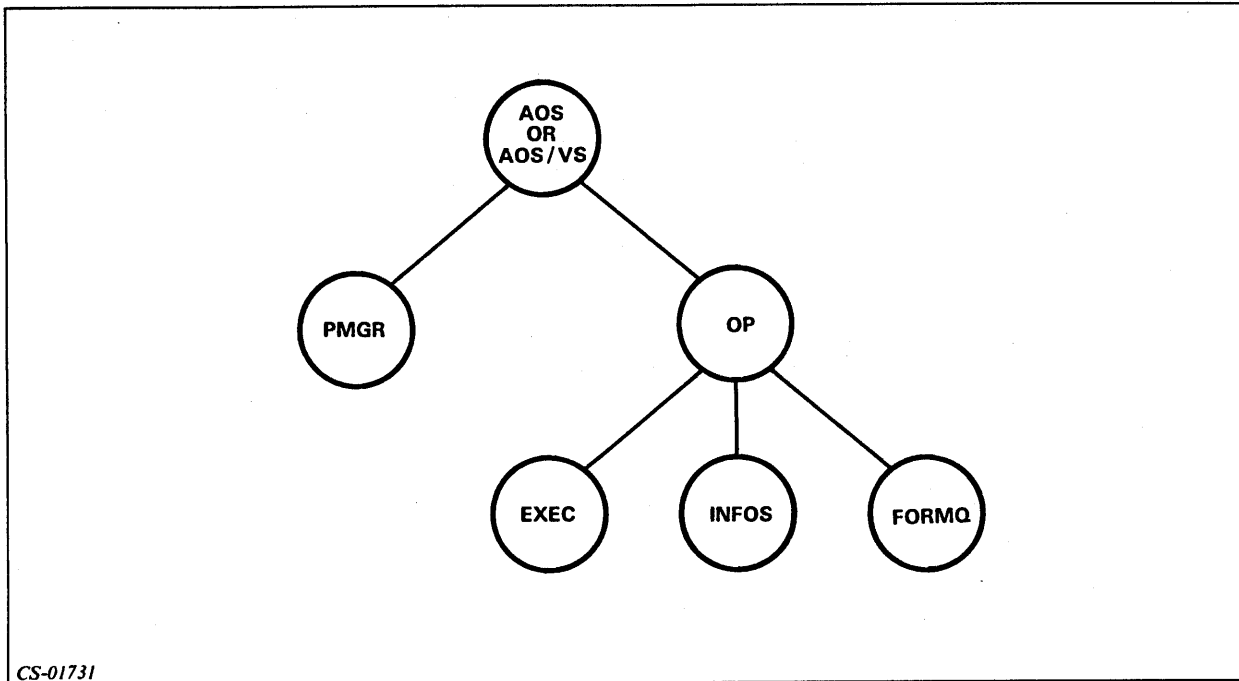 AOS
OR
AOS/VS
PMGR
OP
EXEC
INFOS
FORMQ
CS-01731